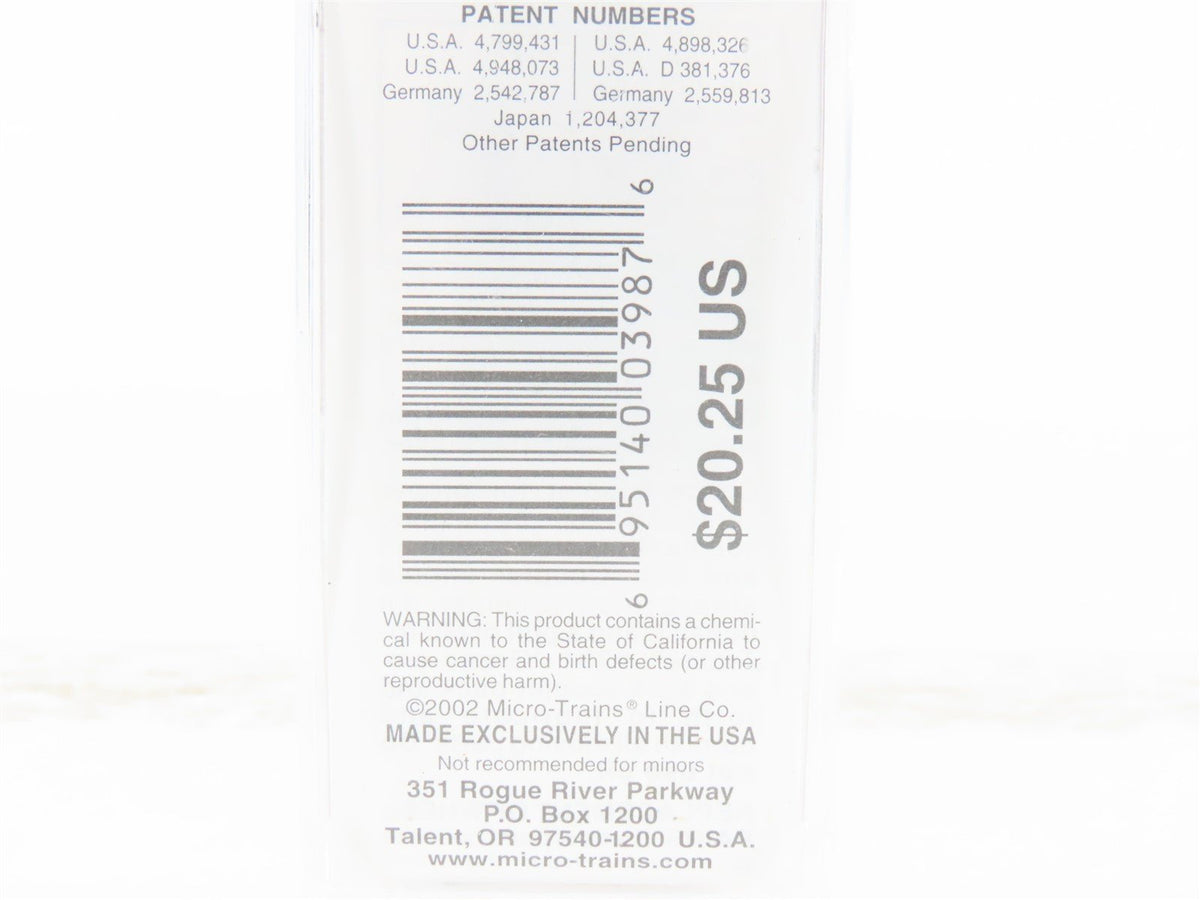 PATENT NUMBERS
U.S.A. 4,799,431 U.S.A. 4,898,326
U.S.A. 4,948,073 U.S.A. D 381,376
Germany 2,542,787 Germany 2,559,813
Japan 1,204,377
Other Patents Pending
6 95140 03987 6
$20.25 US
WARNING: This product contains a chemi-
cal known to the State of California to
cause cancer and birth defects (or other
reproductive harm).
©2002 Micro-Trains® Line Co.
MADE EXCLUSIVELY IN THE USA
Not recommended for minors
351 Rogue River Parkway
P.O. Box 1200
Talent, OR 97540-1200 U.S.A.
www.micro-trains.com